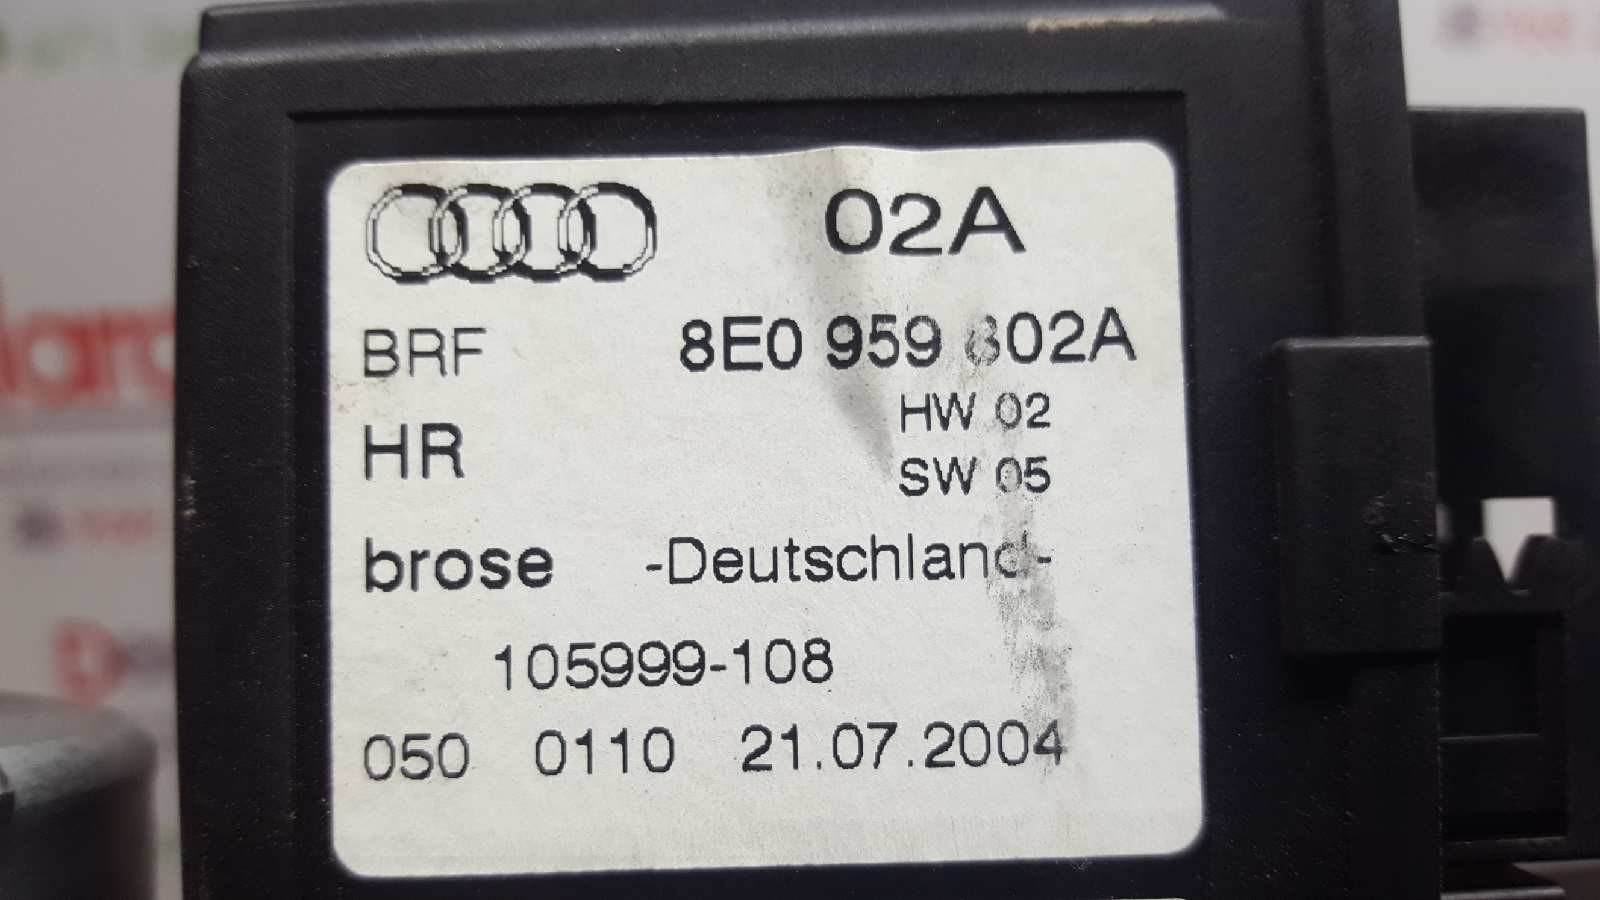 02A
BRF 8E0 959 802A
HW 02
HR
SW 05
brose -Deutschland-
105999-108
050 0110 21.07.2004